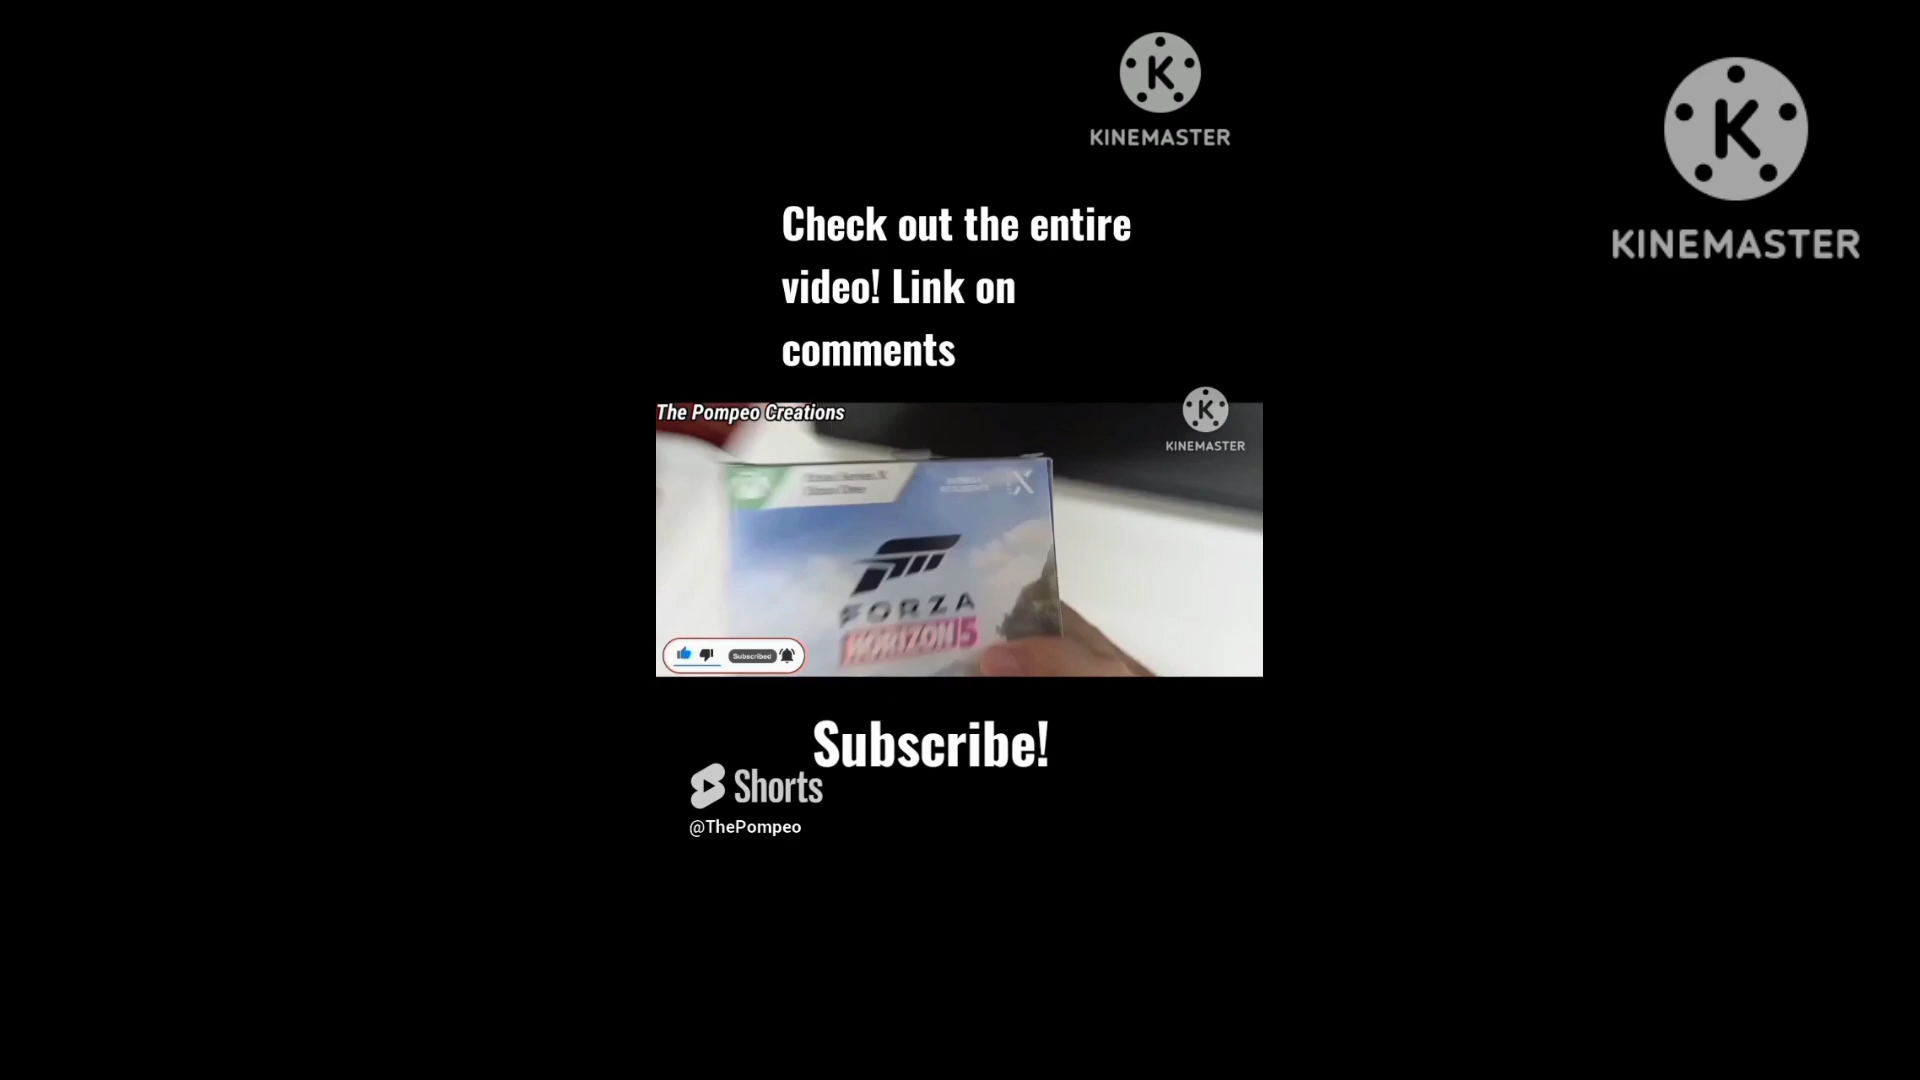 KINEMASTER
KINEMASTER
Check out the entire
video! Link on
comments
The Pompeo Creations
KINEMASTER
FORZA
HORIZON 5
Subscribed
Subscribe!
Shorts
@ThePompeo